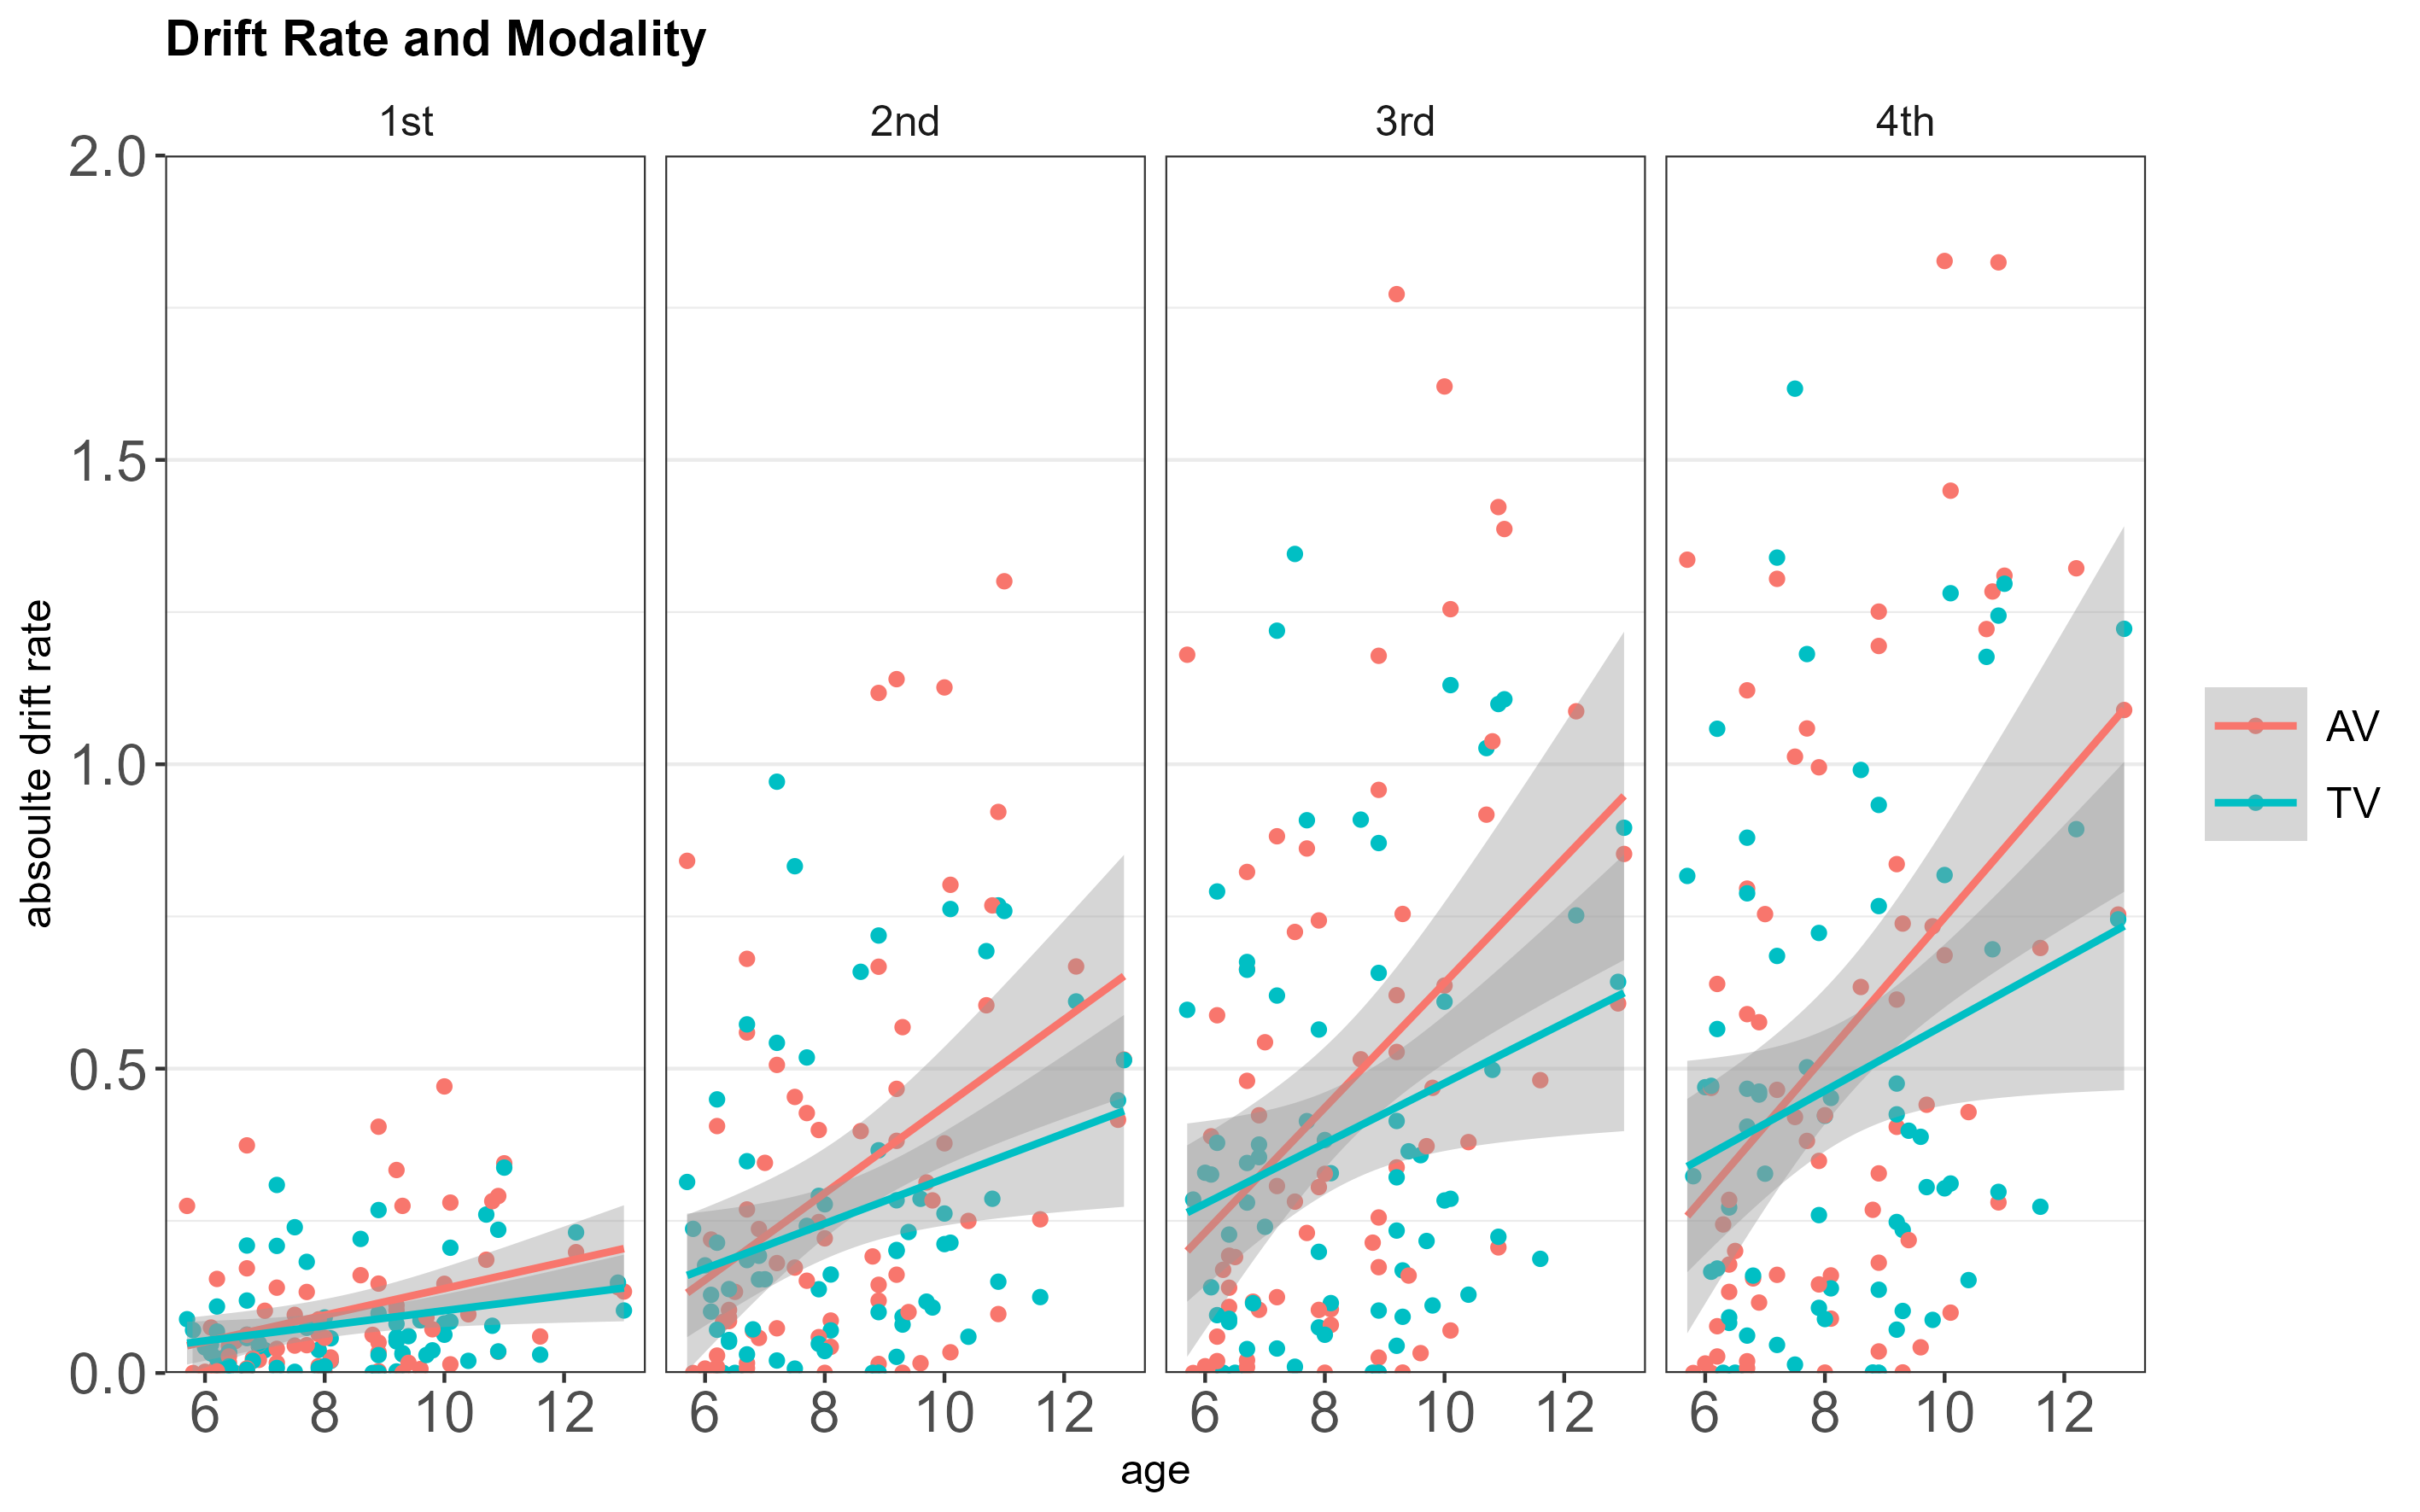 Drift Rate and Modality
1st 2nd 3rd 4th
2.0
1.5
1.0
0.5
0.0
absoulte drift rate
6 8 10 12 6 8 10 12 6 8 10 12 6 8 10 12
age
AV
TV